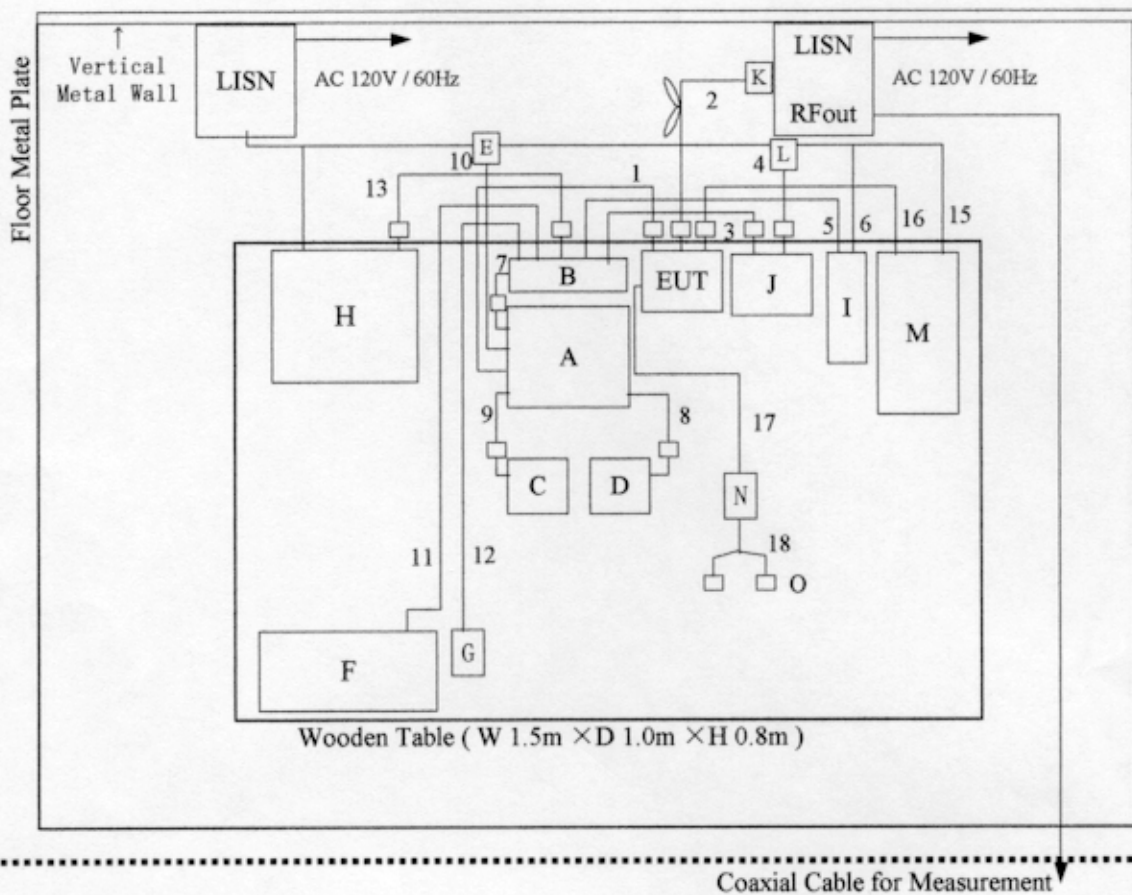 ↑
Vertical
Metal Wall
Floor Metal Plate
LISN
AC 120V / 60Hz
LISN
RFout
AC 120V / 60Hz
K
2
E
10
L
4
13
1
3
5
6
16
15
7
B
EUT
J
I
M
H
A
9
8
17
C
D
N
11
12
18
O
F
G
Wooden Table ( W 1.5m ×D 1.0m ×H 0.8m )
Coaxial Cable for Measurement